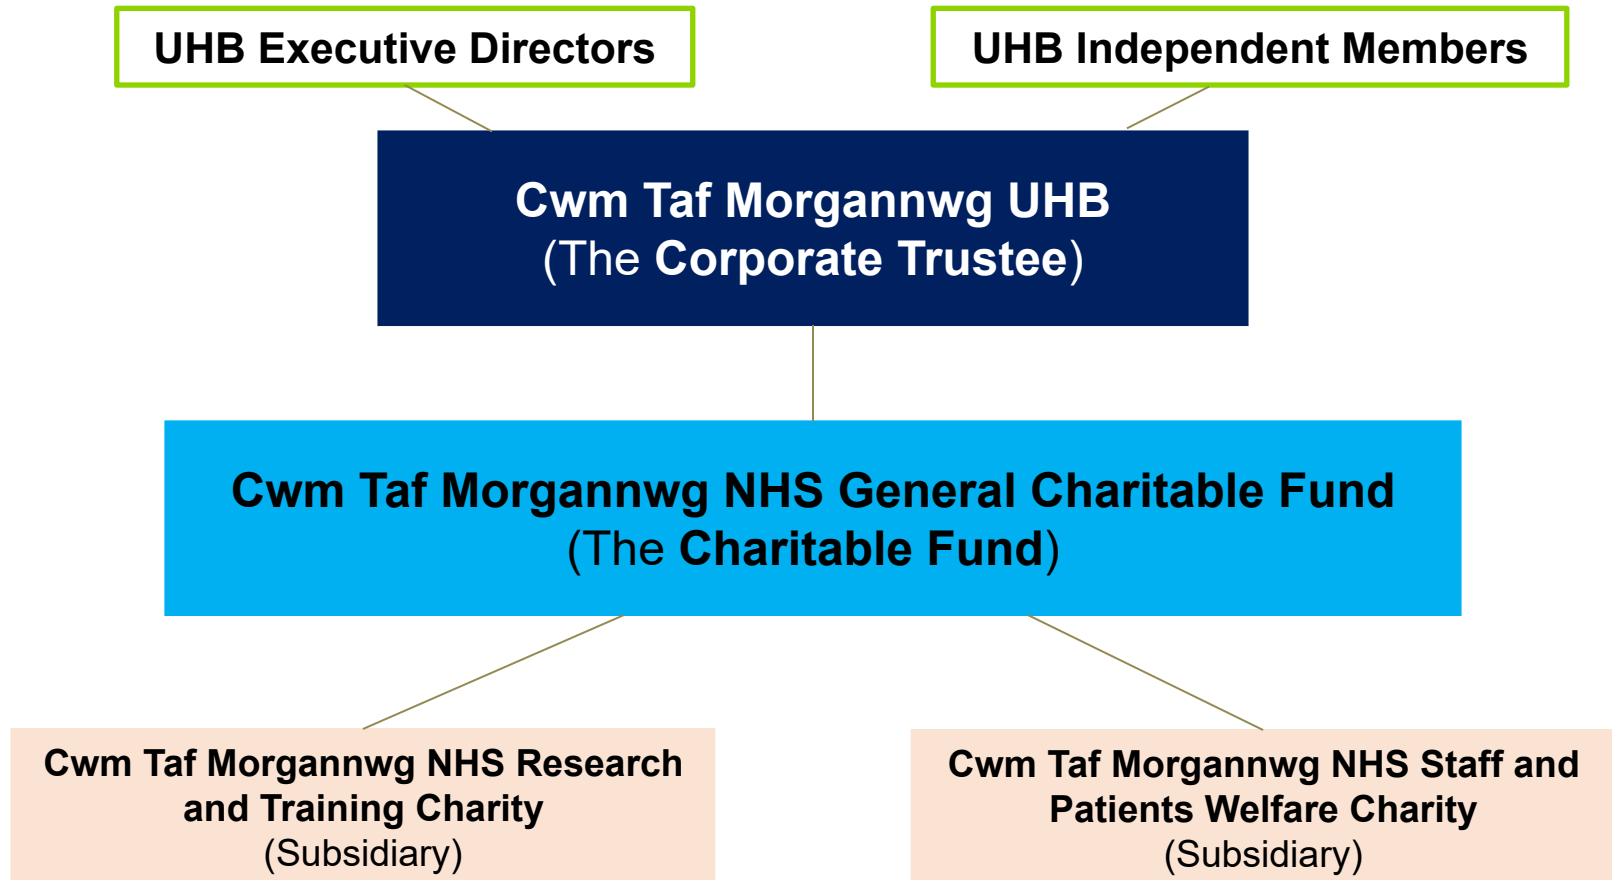 UHB Executive Directors
UHB Independent Members
Cwm Taf Morgannwg UHB
(The Corporate Trustee)
Cwm Taf Morgannwg NHS General Charitable Fund
(The Charitable Fund)
Cwm Taf Morgannwg NHS Research
and Training Charity
(Subsidiary)
Cwm Taf Morgannwg NHS Staff and
Patients Welfare Charity
(Subsidiary)